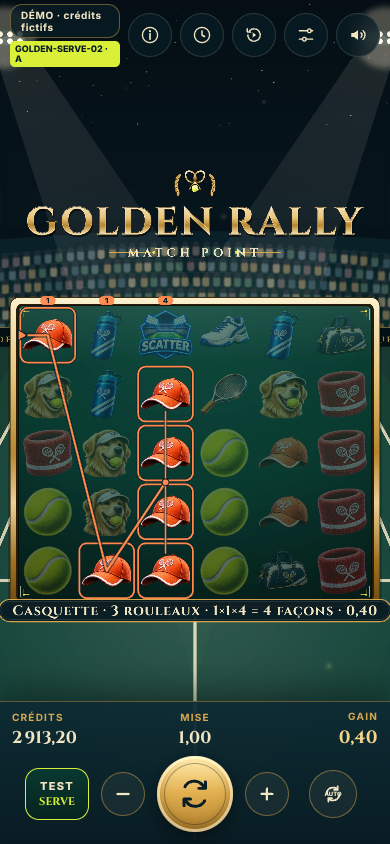 DÉMO · crédits
fictifs
GOLDEN-SERVE-02 ·
A
GOLDEN RALLY
MATCH POINT
1 1 4
SCATTER
CASQUETTE · 3 ROULEAUX · 1×1×4 = 4 FAÇONS · 0,40
CRÉDITS MISE GAIN
2 913,20 1,00 0,40
TEST
SERVE
AUTO